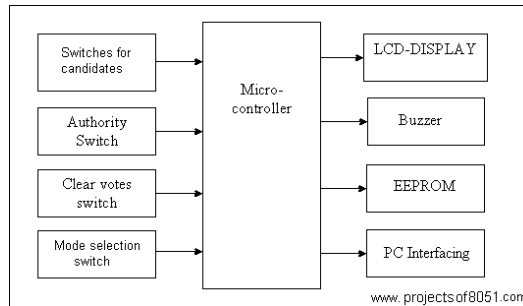 Switches for
candidates
Authority
Switch
Clear votes
switch
Mode selection
switch
Micro-
controller
LCD-DISPLAY
Buzzer
EEPROM
PC Interfacing
www.projectsof8051.com